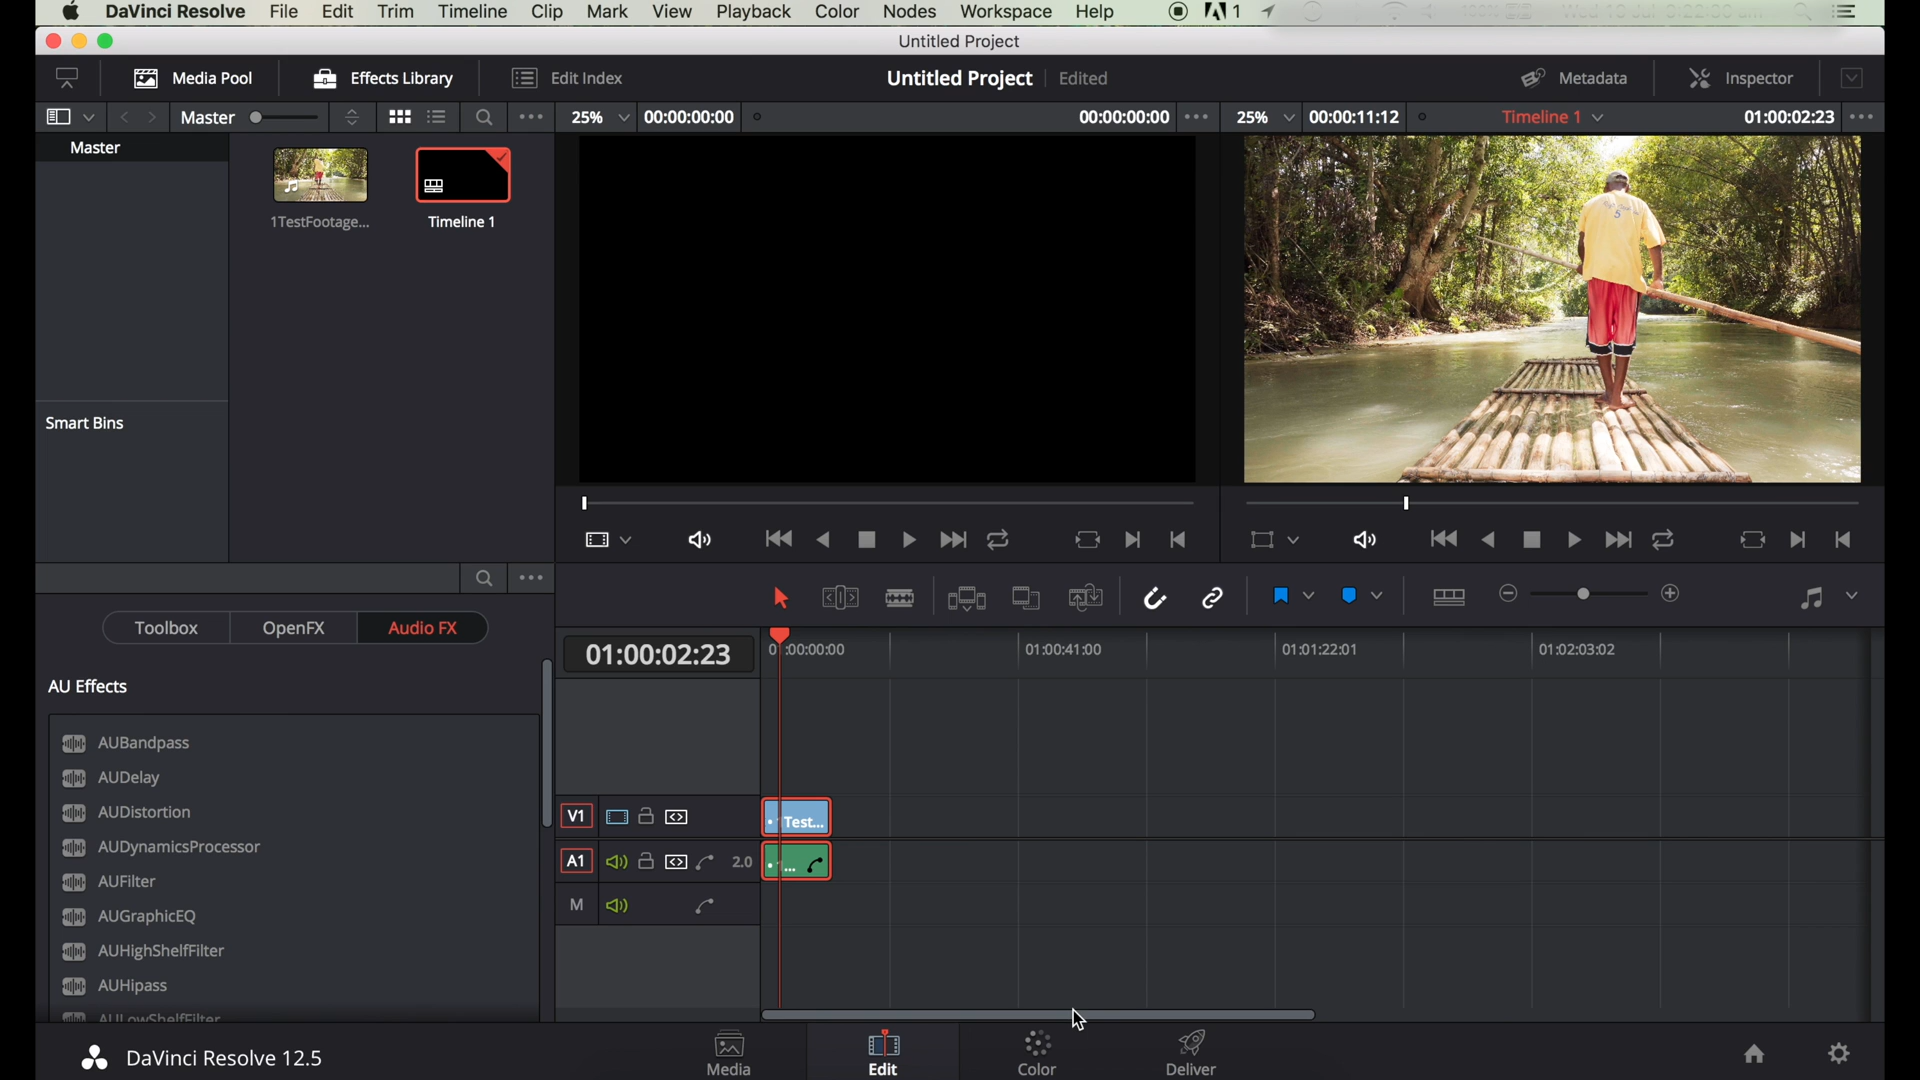 DaVinci Resolve File Edit Trim Timeline Clip Mark View Playback Color Nodes Workspace Help 1
Untitled Project
Media Pool Effects Library Edit Index Untitled Project Edited Metadata Inspector
Master 25% 00:00:00:00 00:00:00:00 25% 00:00:11:12 Timeline 1 01:00:02:23
Master
1TestFootage... Timeline 1
5
Smart Bins
Toolbox OpenFX Audio FX
01:00:02:23 :00:00:00 01:00:41:00 01:01:22:01 01:02:03:02
AU Effects
AUBandpass
AUDelay
AUDistortion
AUDynamicsProcessor
AUFilter
AUGraphicEQ
AUHighShelfFilter
AUHipass
AULowShelfFilter
V1 Test...
A1 2.0 ...
M
DaVinci Resolve 12.5 Media Edit Color Deliver